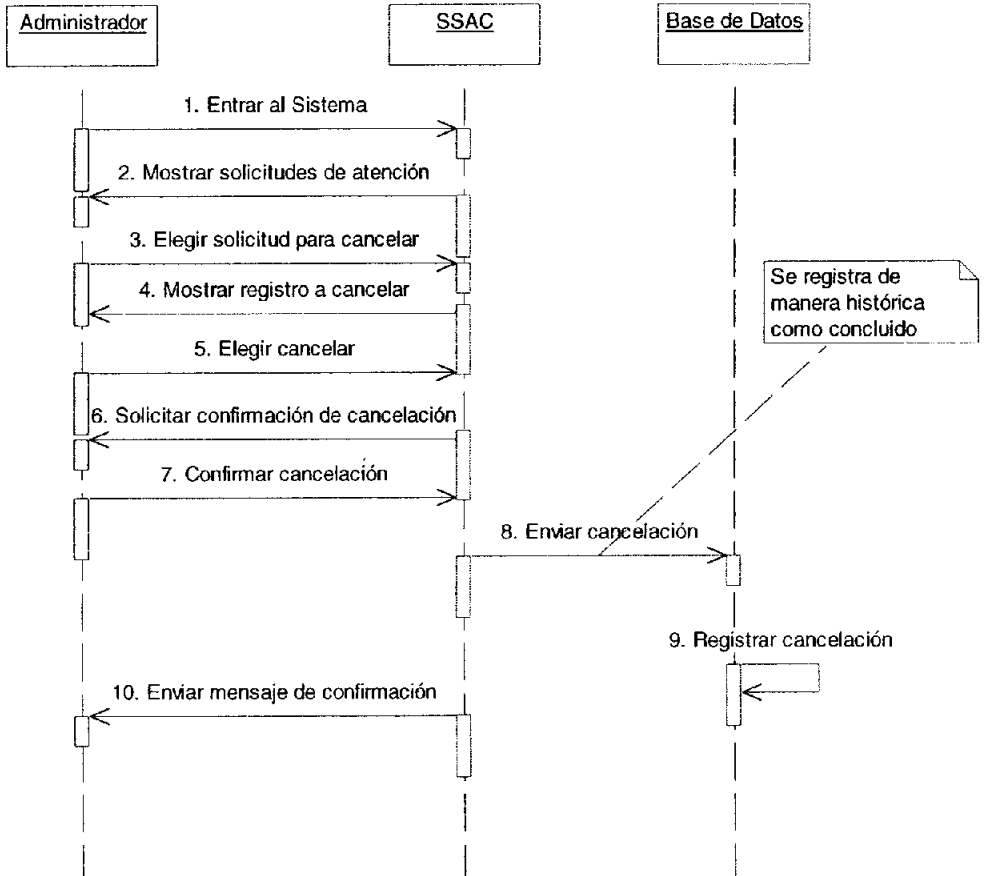 Administrador
SSAC
Base de Datos
1. Entrar al Sistema
2. Mostrar solicitudes de atención
3. Elegir solicitud para cancelar
4. Mostrar registro a cancelar
Se registra de
manera histórica
como concluido
5. Elegir cancelar
6. Solicitar confirmación de cancelación
7. Confirmar cancelación
8. Enviar cancelación
9. Registrar cancelación
10. Enviar mensaje de confirmación